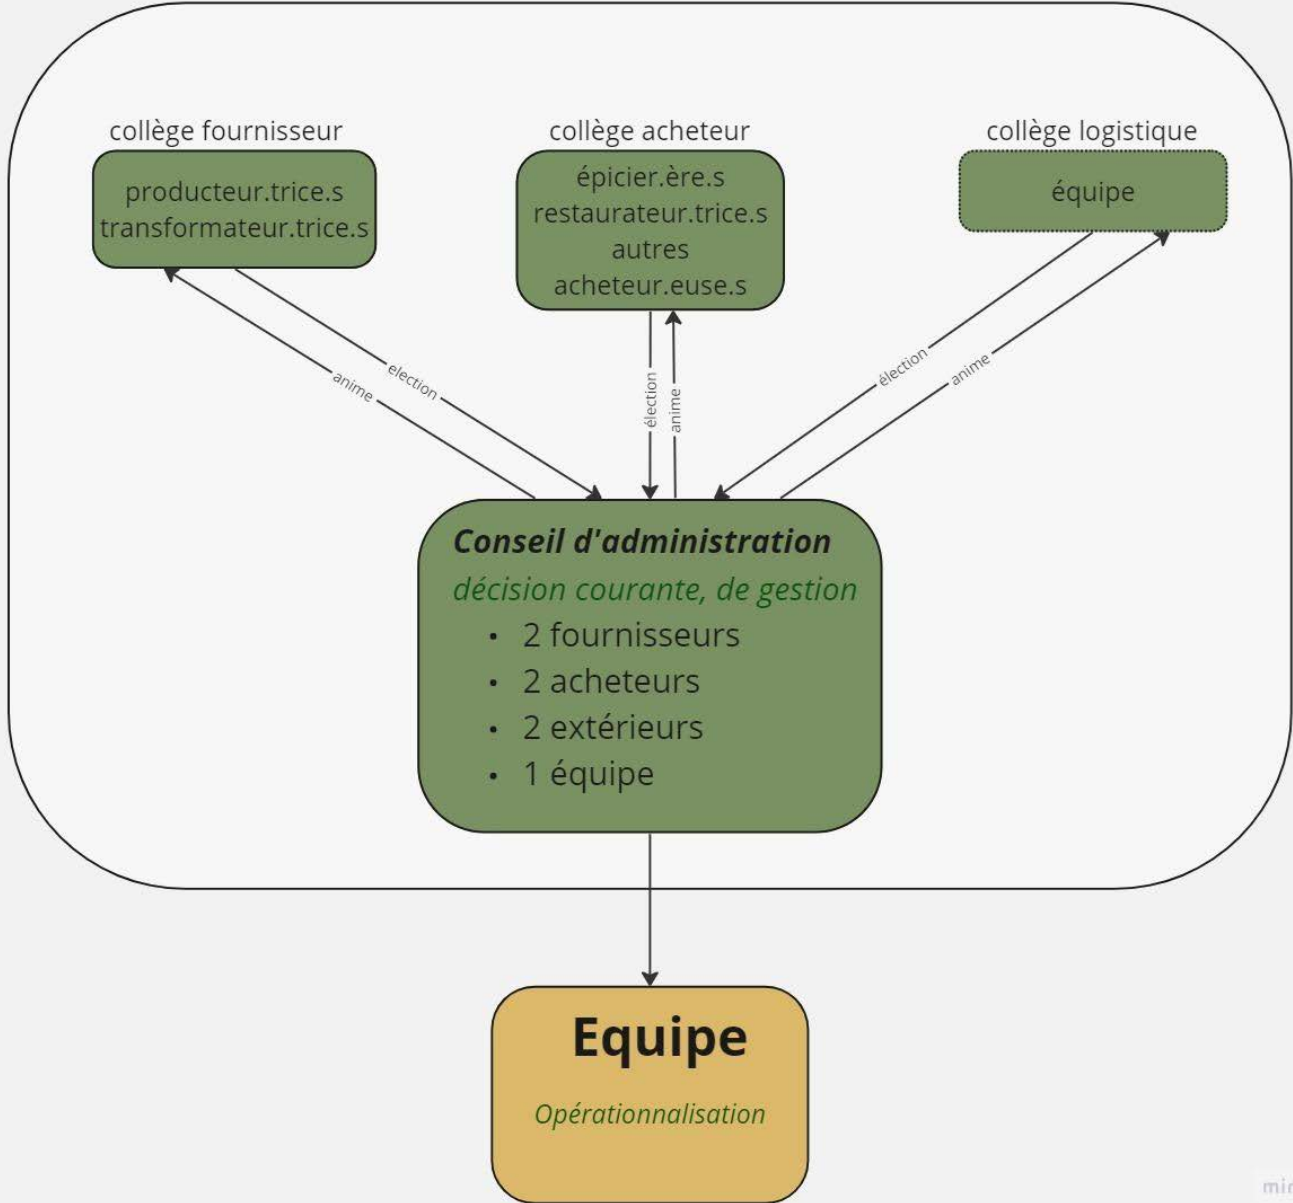 collège fournisseur
collège acheteur
collège logistique
producteur.trice.s
transformateur.trice.s
épicier.ère.s
restaurateur.trice.s
autres
acheteur.euse.s
équipe
election
anime
élection
anime
élection
anime
Conseil d'administration
décision courante, de gestion
• 2 fournisseurs
• 2 acheteurs
• 2 extérieurs
• 1 équipe
Equipe
Opérationnalisation